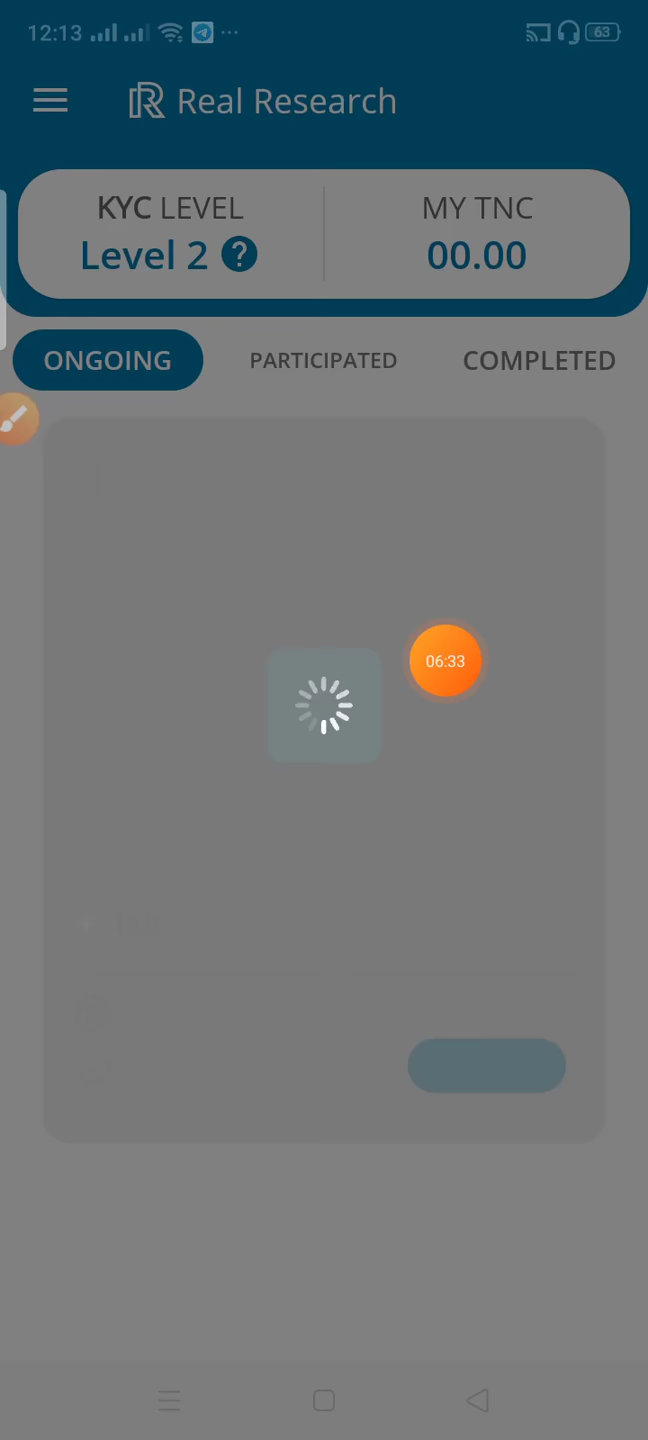 12:13
63
Real Research
KYC LEVEL
Level 2 ?
MY TNC
00.00
ONGOING
PARTICIPATED
COMPLETED
06:33